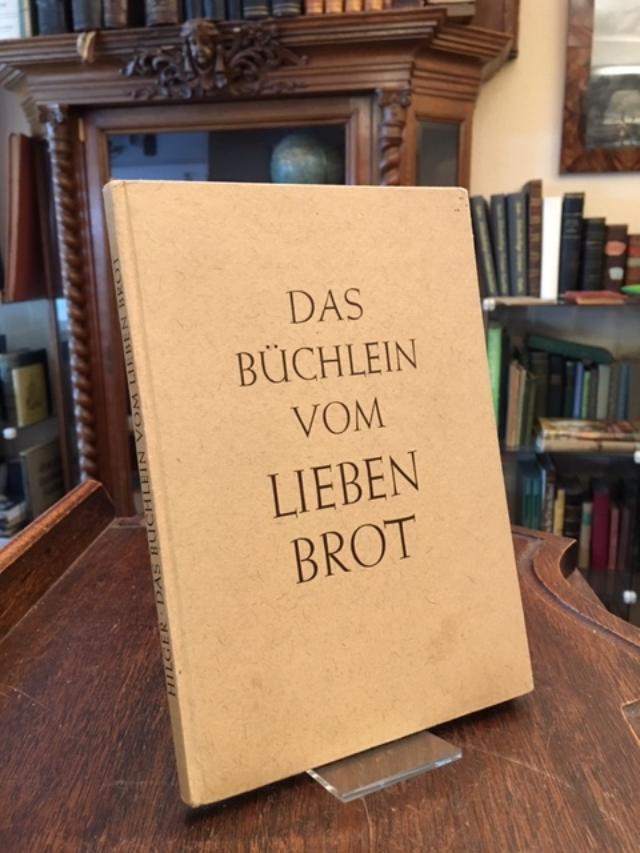 DAS
BÜCHLEIN
VOM
LIEBEN
BROT
HILGER · DAS BÜCHLEIN VOM LIEBEN BROT